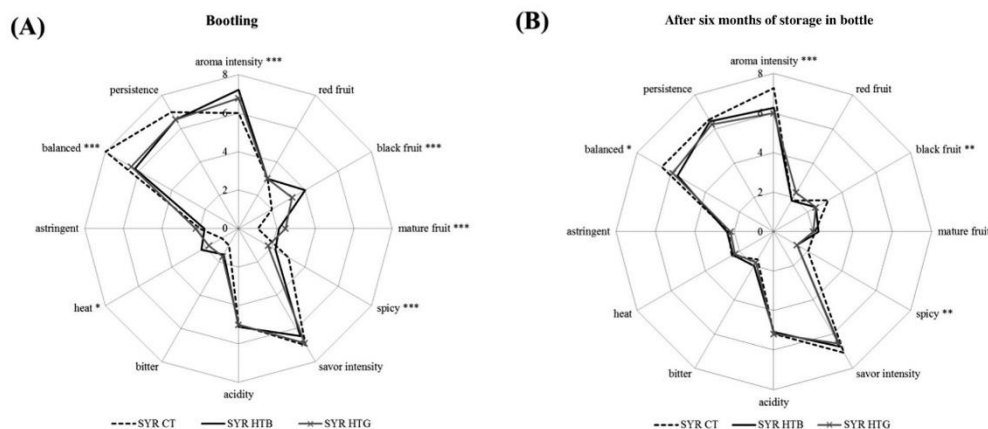 (A)
Bootling
aroma intensity ***
persistence
red fruit
balanced ***
black fruit ***
astringent
mature fruit ***
heat *
spicy ***
bitter
savor intensity
acidity
8
6
4
2
0
SYR CT SYR HTB SYR HTG
(B)
After six months of storage in bottle
aroma intensity ***
persistence
red fruit
balanced *
black fruit **
astringent
mature fruit
heat
spicy **
bitter
savor intensity
acidity
8
6
4
2
0
SYR CT SYR HTB SYR HTG